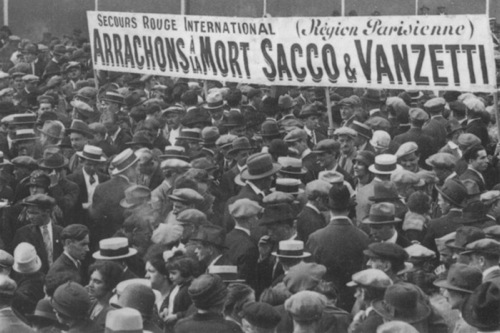 SECOURS ROUGE INTERNATIONAL (Région Parisienne)
ARRACHONS À LA MORT SACCO & VANZETTI